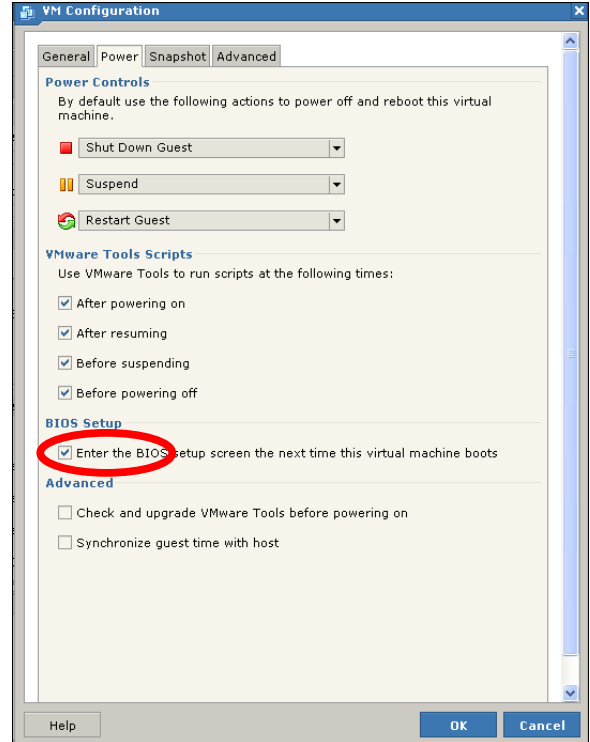 VM Configuration
General Power Snapshot Advanced
Power Controls
By default use the following actions to power off and reboot this virtual
machine.
Shut Down Guest
Suspend
Restart Guest
VMware Tools Scripts
Use VMware Tools to run scripts at the following times:
After powering on
After resuming
Before suspending
Before powering off
BIOS Setup
Enter the BIOS setup screen the next time this virtual machine boots
Advanced
Check and upgrade VMware Tools before powering on
Synchronize guest time with host
Help OK Cancel